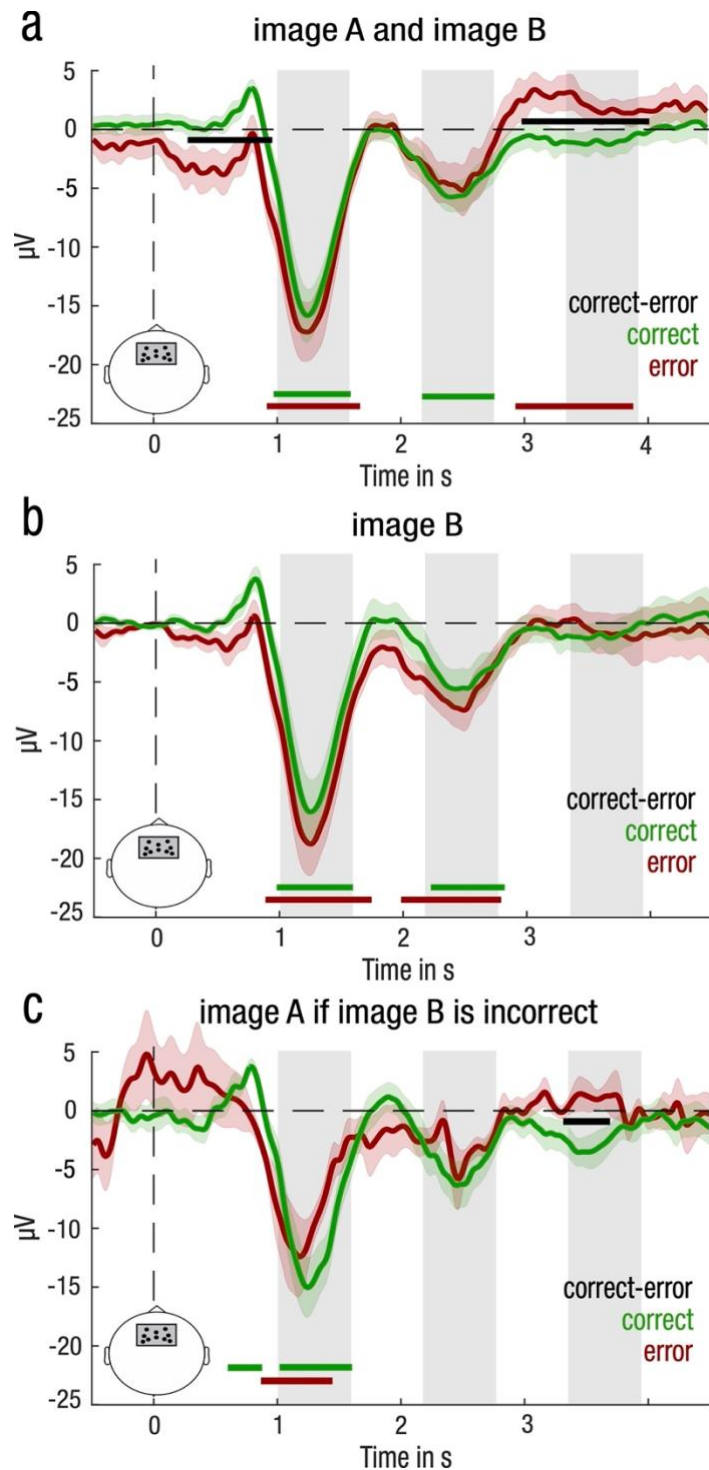 a
image A and image B
5
0
-5
-10
-15
-20
-25
µV
correct-error
correct
error
0 1 2 3 4
Time in s
b
image B
5
0
-5
-10
-15
-20
-25
µV
correct-error
correct
error
0 1 2 3
Time in s
c
image A if image B is incorrect
5
0
-5
-10
-15
-20
-25
µV
correct-error
correct
error
0 1 2 3 4
Time in s